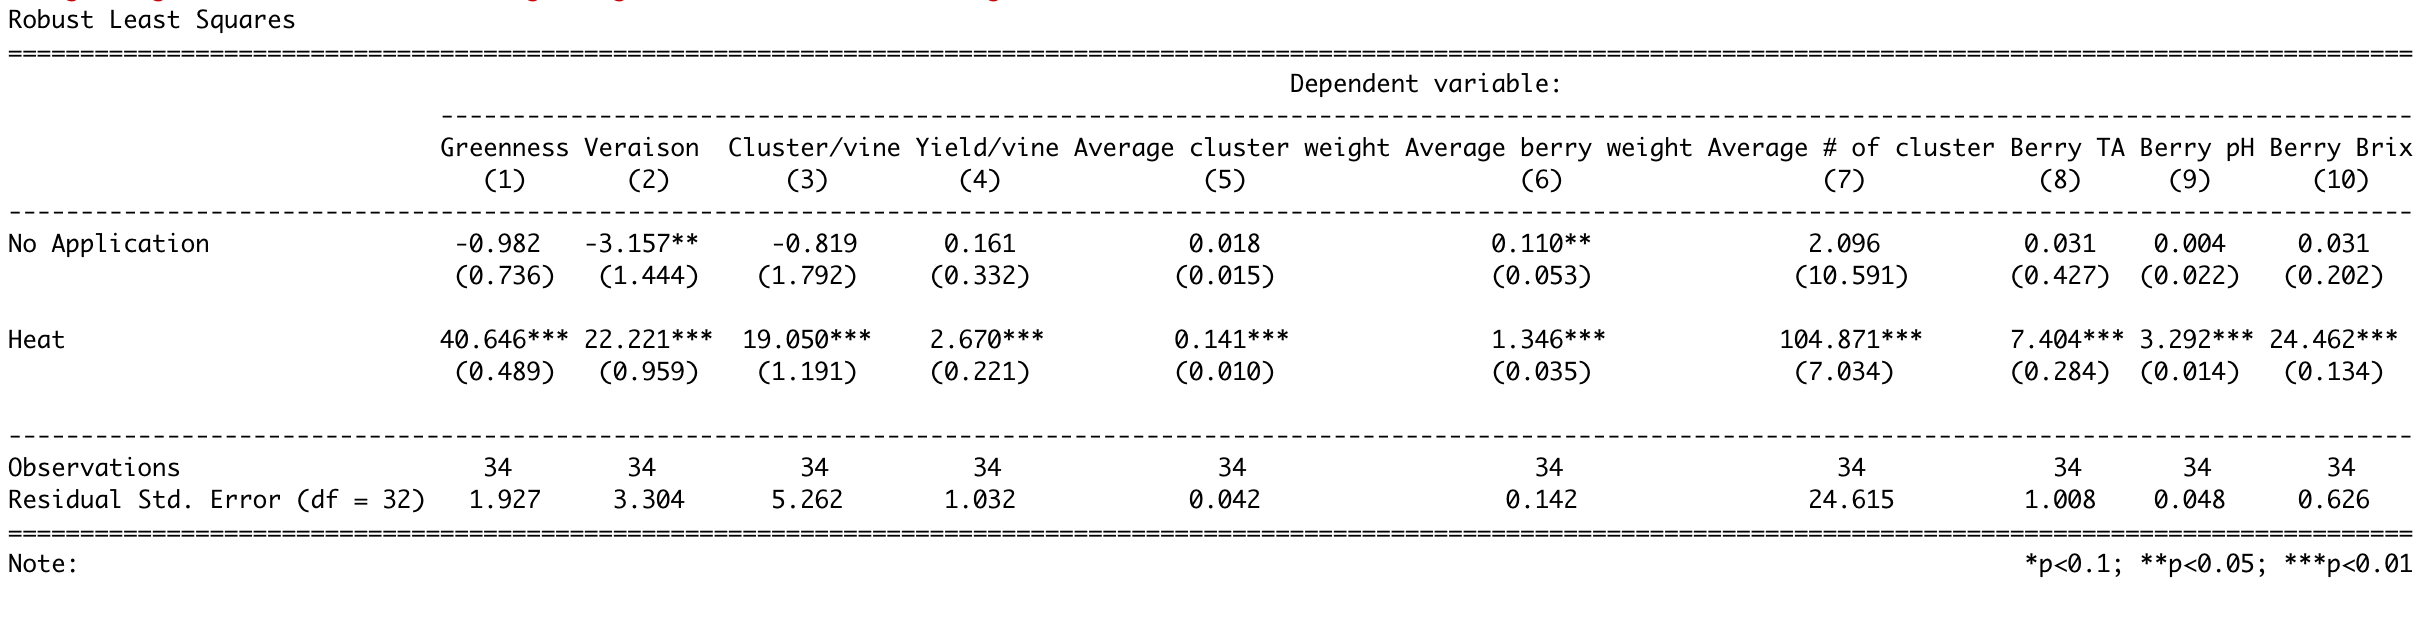 Robust Least Squares
====================================================================================================================================================================
Dependent variable:
----------------------------------------------------------------------------------------------------------------------------------------
Greenness Veraison Cluster/vine Yield/vine Average cluster weight Average berry weight Average # of cluster Berry TA Berry pH Berry Brix
(1) (2) (3) (4) (5) (6) (7) (8) (9) (10)
--------------------------------------------------------------------------------------------------------------------------------------------------------------------
No Application -0.982 -3.157** -0.819 0.161 0.018 0.110** 2.096 0.031 0.004 0.031
(0.736) (1.444) (1.792) (0.332) (0.015) (0.053) (10.591) (0.427) (0.022) (0.202)
Heat 40.646*** 22.221*** 19.050*** 2.670*** 0.141*** 1.346*** 104.871*** 7.404*** 3.292*** 24.462***
(0.489) (0.959) (1.191) (0.221) (0.010) (0.035) (7.034) (0.284) (0.014) (0.134)
--------------------------------------------------------------------------------------------------------------------------------------------------------------------
Observations 34 34 34 34 34 34 34 34 34 34
Residual Std. Error (df = 32) 1.927 3.304 5.262 1.032 0.042 0.142 24.615 1.008 0.048 0.626
====================================================================================================================================================================
Note: *p<0.1; **p<0.05; ***p<0.01